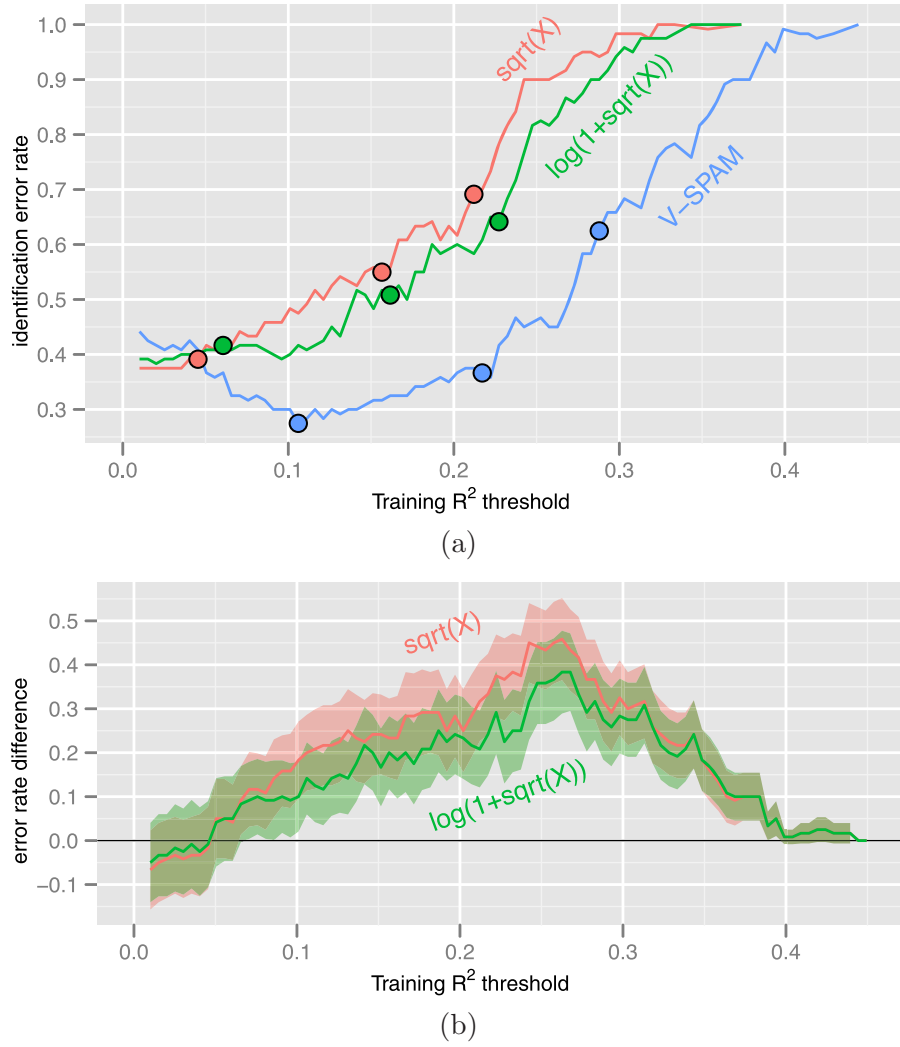 1.0
0.9
0.8
0.7
0.6
0.5
0.4
0.3
identification error rate
sqrt(X)
log(1+sqrt(X))
V−SPAM
0.0 0.1 0.2 0.3 0.4
Training R² threshold
(a)
0.5
0.4
0.3
0.2
0.1
0.0
−0.1
error rate difference
sqrt(X)
log(1+sqrt(X))
0.0 0.1 0.2 0.3 0.4
Training R² threshold
(b)